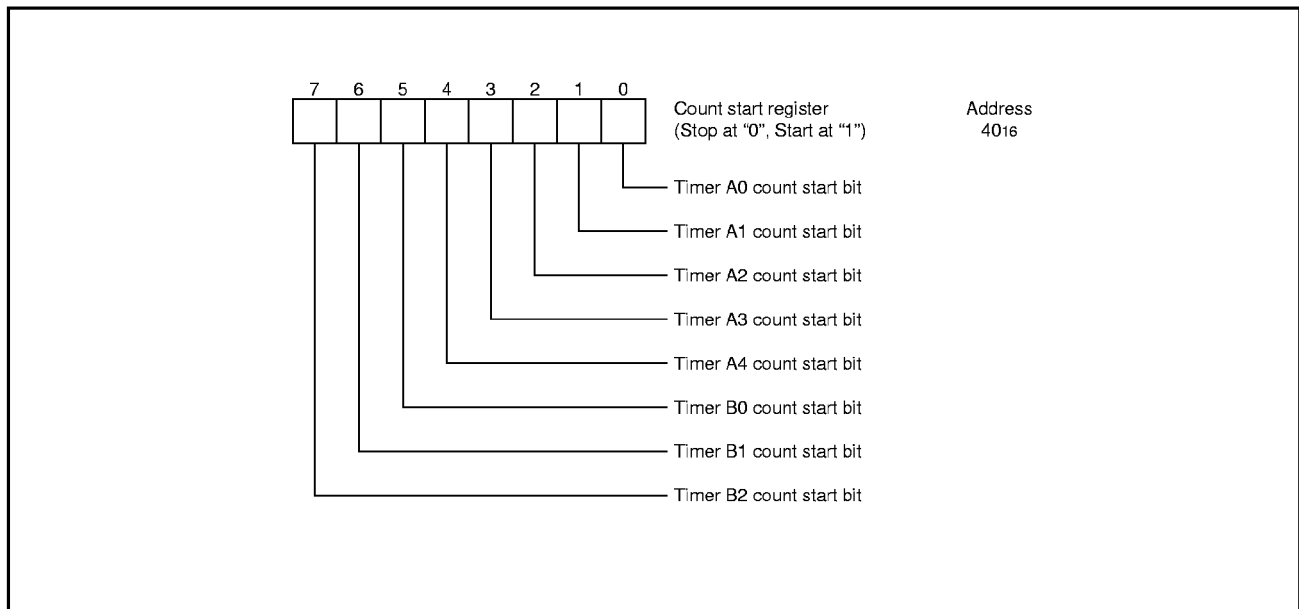 7 6 5 4 3 2 1 0
Count start register
(Stop at “0”, Start at “1”)
Address
4016
Timer A0 count start bit
Timer A1 count start bit
Timer A2 count start bit
Timer A3 count start bit
Timer A4 count start bit
Timer B0 count start bit
Timer B1 count start bit
Timer B2 count start bit